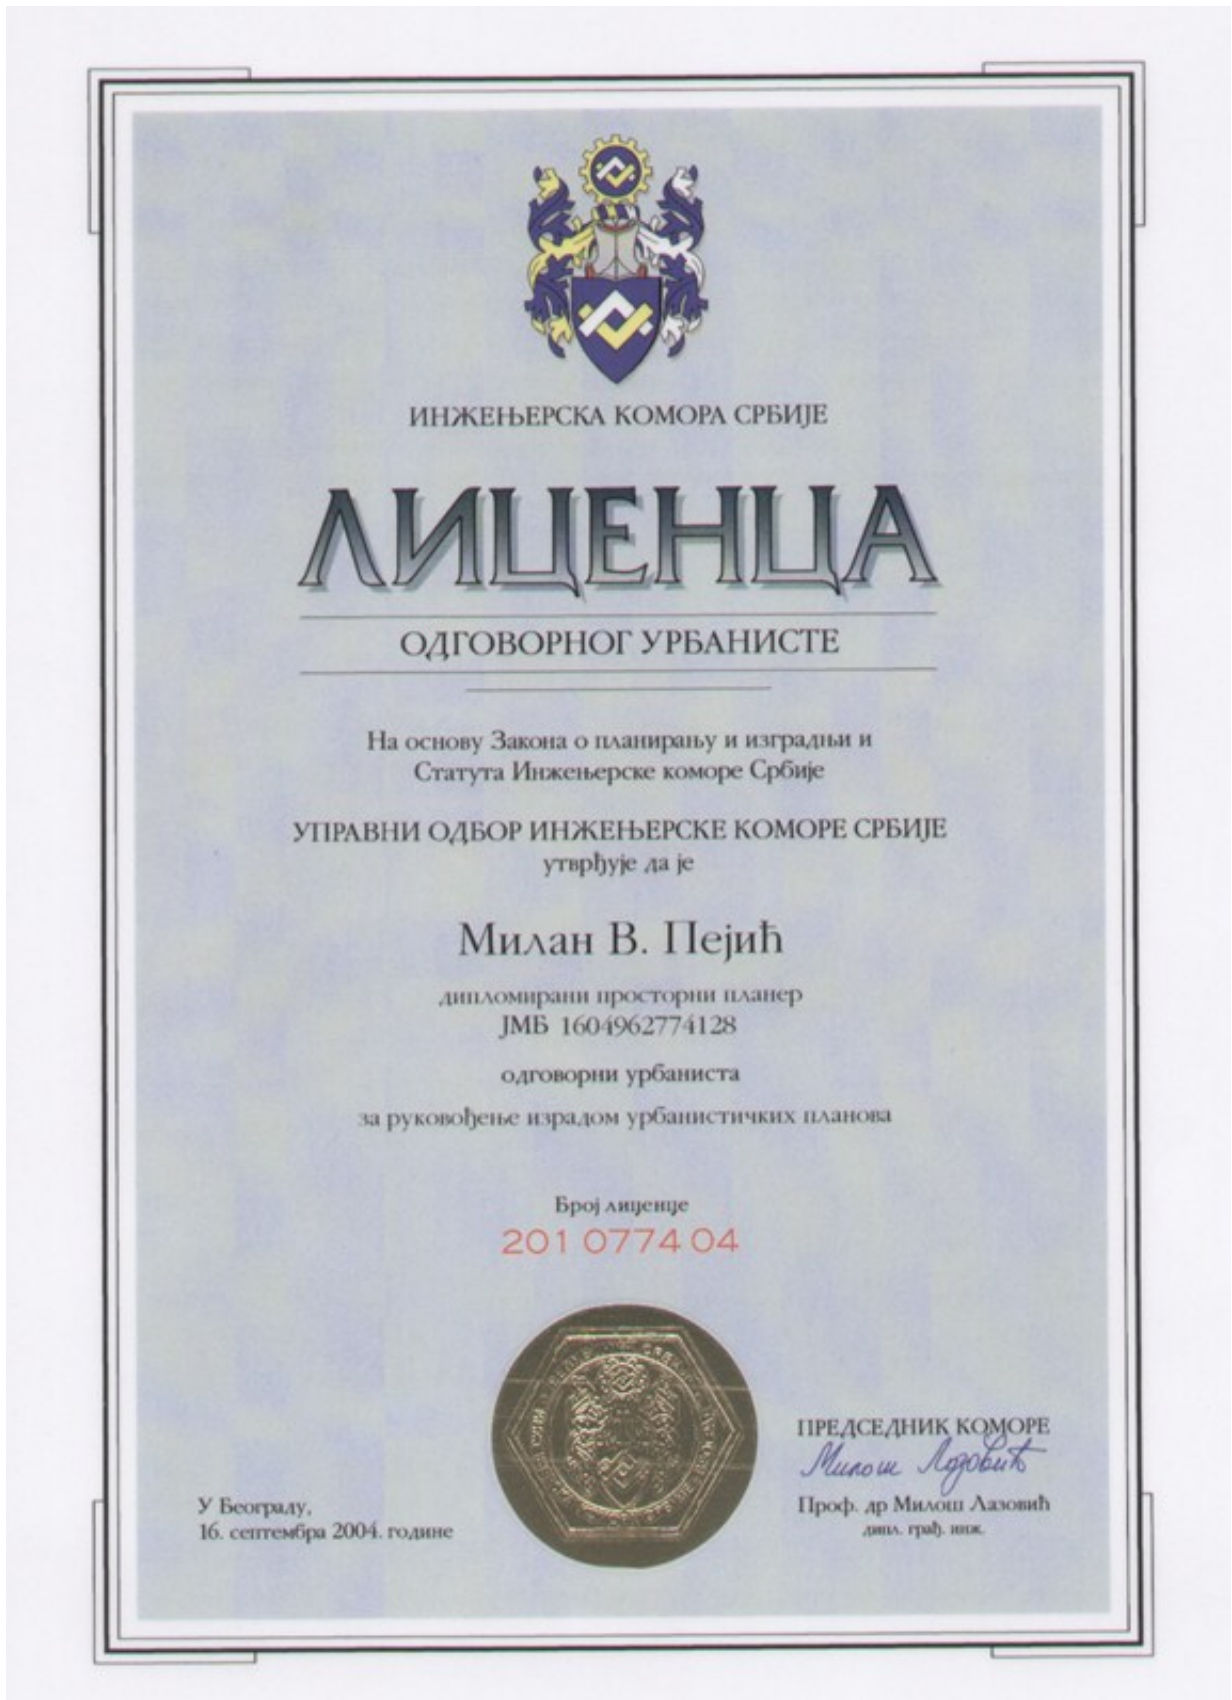 ИНЖЕЊЕРСКА КОМОРА СРБИЈЕ
ЛИЦЕНЦА
ОДГОВОРНОГ УРБАНИСТЕ
На основу Закона о планирању и изградњи и
Статута Инжењерске коморе Србије
УПРАВНИ ОДБОР ИНЖЕЊЕРСКЕ КОМОРЕ СРБИЈЕ
утврђује да је
Милан В. Пејић
дипломирани просторни планер
ЈМБ 1604962774128
одговорни урбаниста
за руковођење израдом урбанистичких планова
Број лиценце
201 0774 04
ПРЕДСЕДНИК КОМОРЕ
Милош Лазовић
Проф. др Милош Лазовић
дипл. грађ. инж.
У Београду,
16. септембра 2004. године